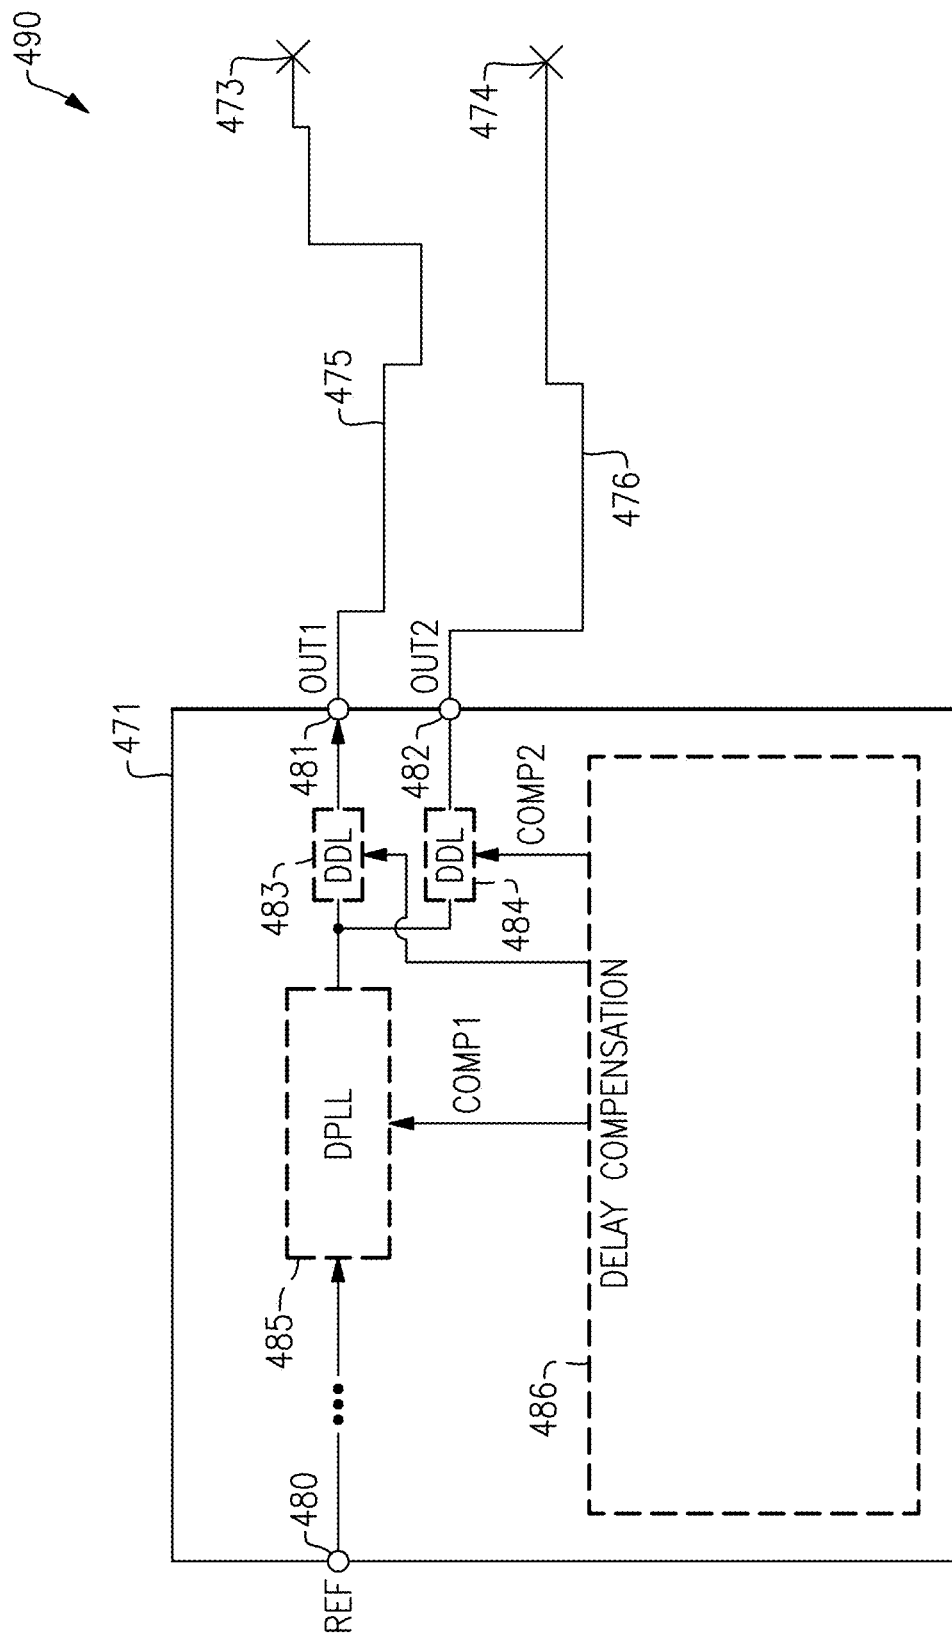 490
473
474
475
476
471
OUT1
481
OUT2
482
483
DDL
DDL
484
COMP2
485
DPLL
COMP1
REF
480
486
DELAY COMPENSATION